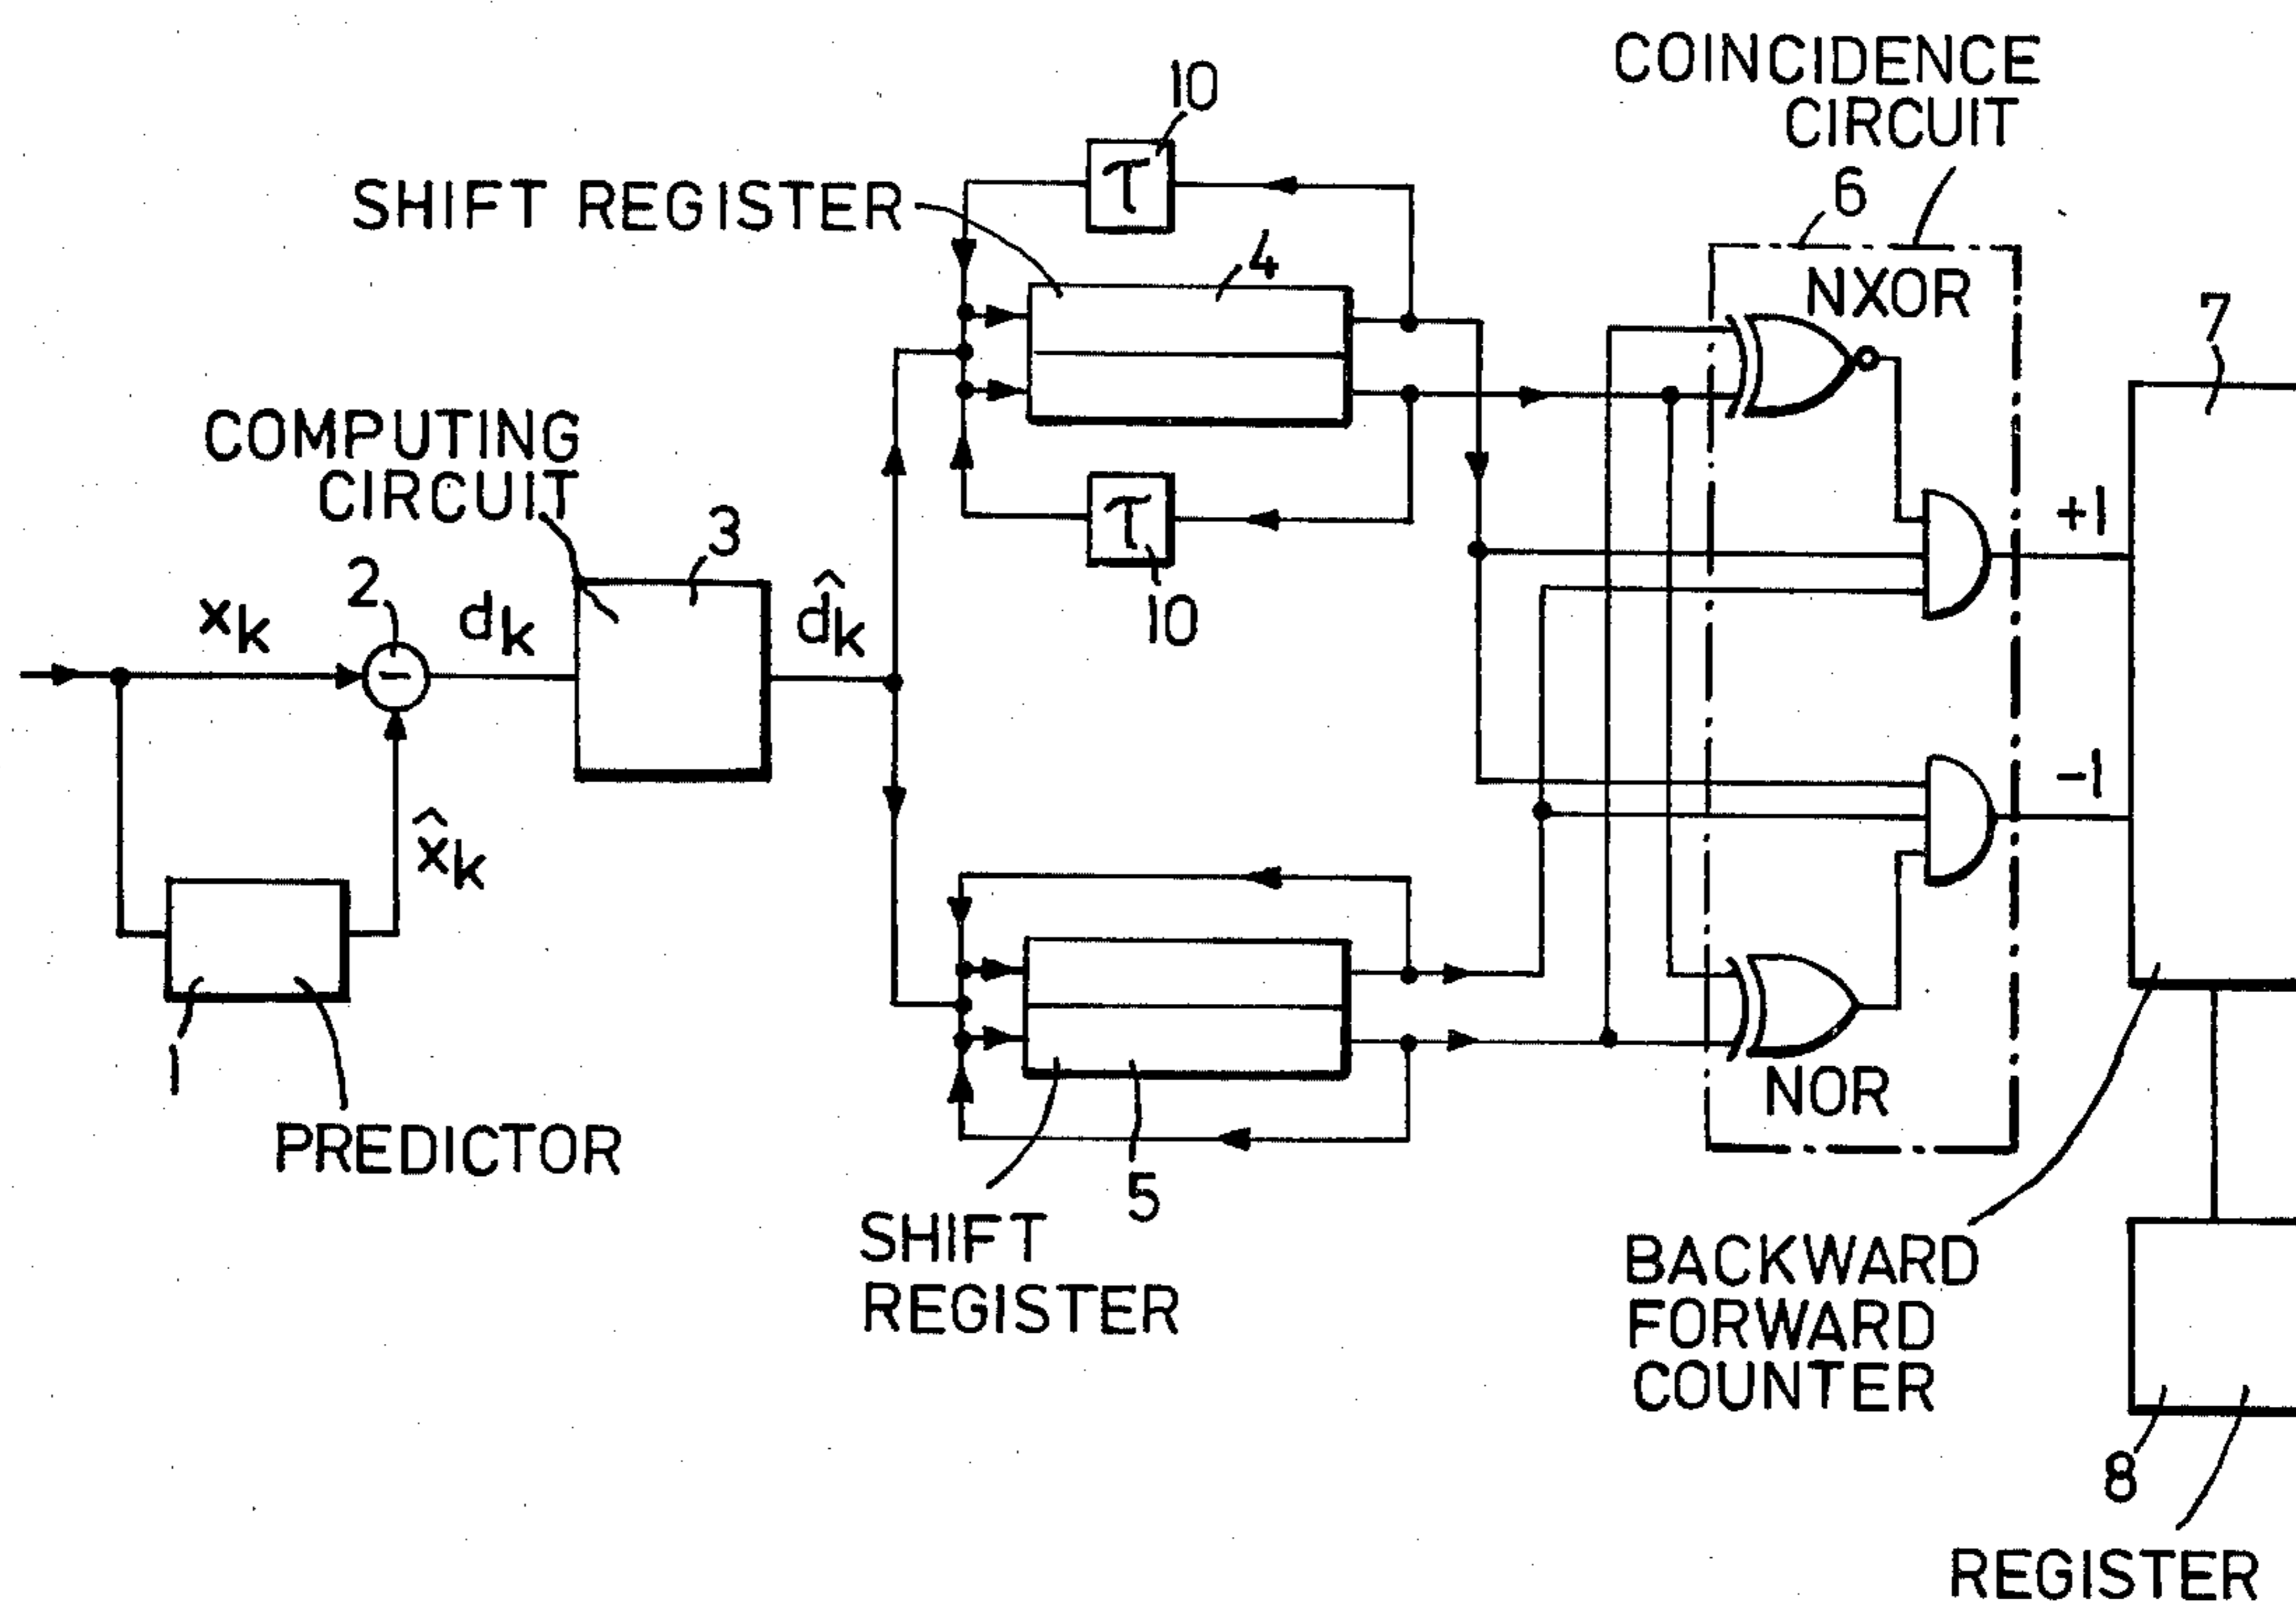 COINCIDENCE
CIRCUIT
10
6
SHIFT REGISTER
τ
4
NXOR
7
COMPUTING
CIRCUIT
τ
+1
3
2
10
x_k
d_k
d̂_k
−
−1
x̂_k
1
NOR
PREDICTOR
5
SHIFT
REGISTER
BACKWARD
FORWARD
COUNTER
8
REGISTER